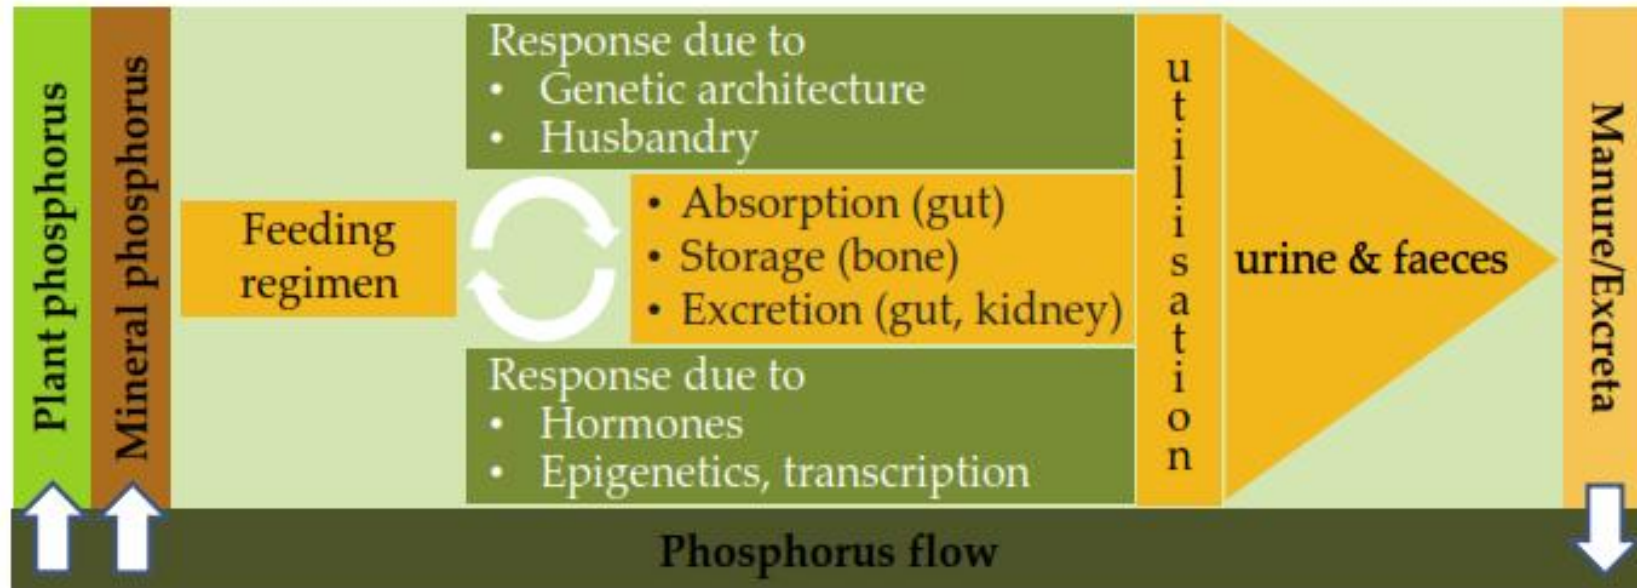 Plant phosphorus
Mineral phosphorus
Feeding
regimen
Response due to
• Genetic architecture
• Husbandry
• Absorption (gut)
• Storage (bone)
• Excretion (gut, kidney)
Response due to
• Hormones
• Epigenetics, transcription
utilisation
urine & faeces
Manure/Excreta
Phosphorus flow